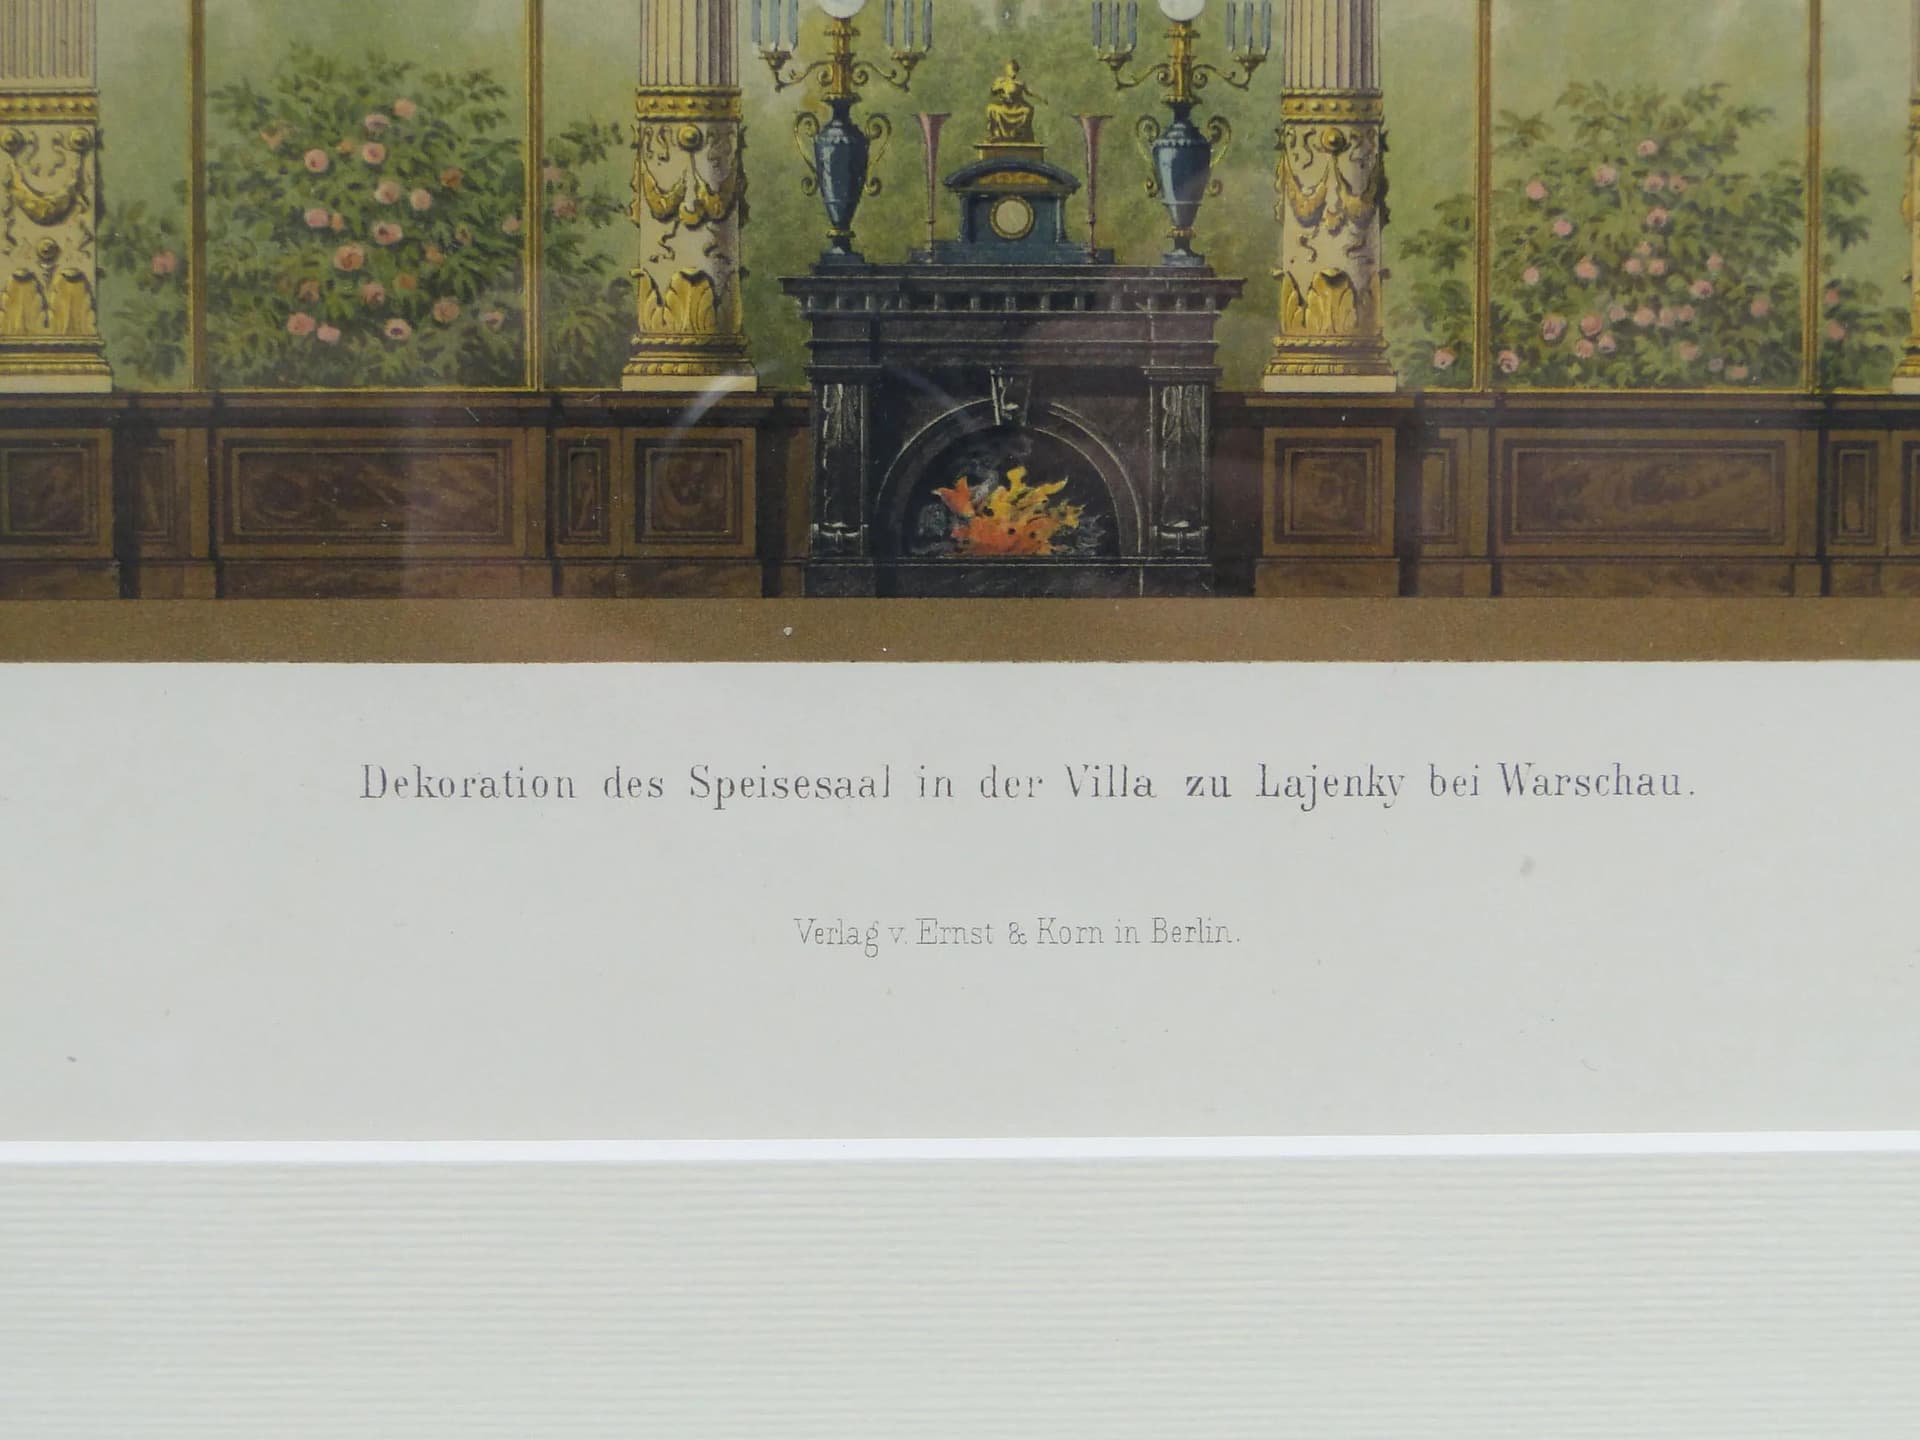 Dekoration des Speisesaal in der Villa zu Lajenky bei Warschau.
Verlag v. Ernst & Korn in Berlin.